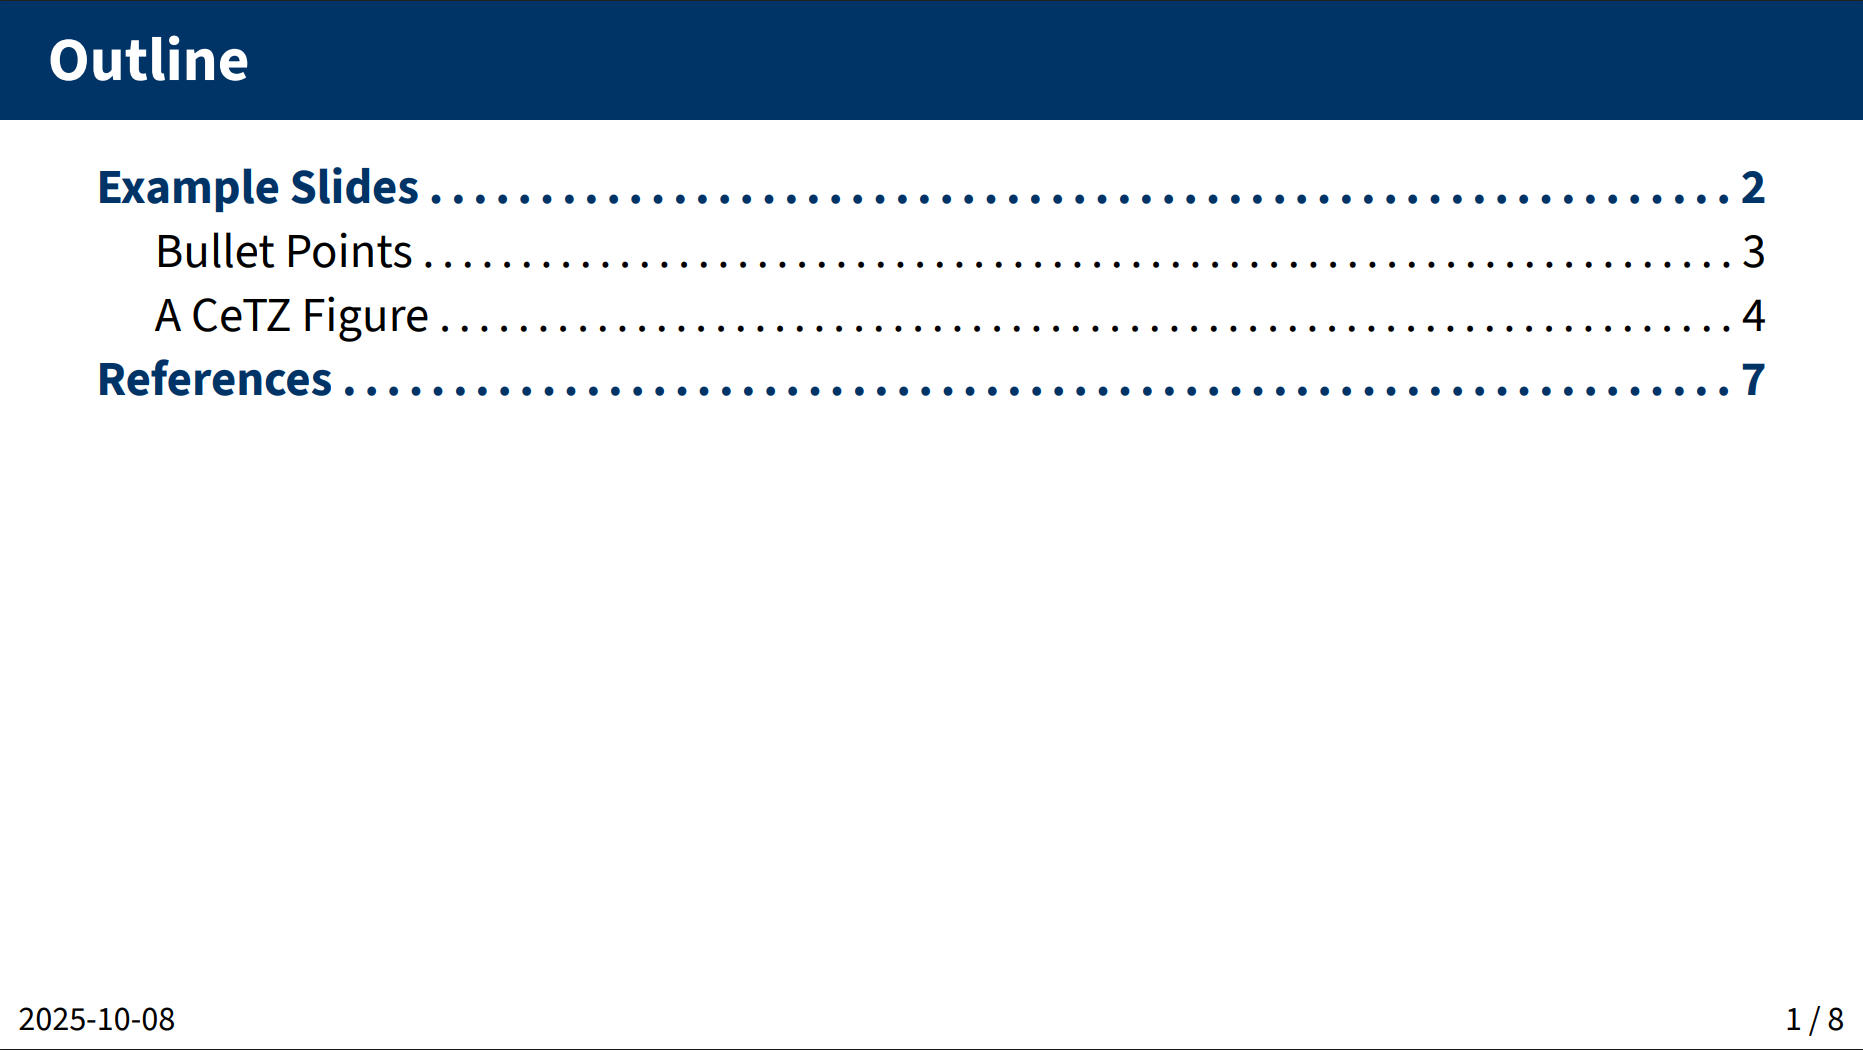 Outline
Example Slides . . . . . . . . . . . . . . . . . . . . . . . . . . . . . . . . . . . . . . . . . . . . . . . . . . . . . . . . . . . 2
Bullet Points . . . . . . . . . . . . . . . . . . . . . . . . . . . . . . . . . . . . . . . . . . . . . . . . . . . . . . . . . . . . . . . . . . . 3
A CeTZ Figure . . . . . . . . . . . . . . . . . . . . . . . . . . . . . . . . . . . . . . . . . . . . . . . . . . . . . . . . . . . . . . . . . . 4
References . . . . . . . . . . . . . . . . . . . . . . . . . . . . . . . . . . . . . . . . . . . . . . . . . . . . . . . . . . . . . . . 7
2025-10-08
1 / 8